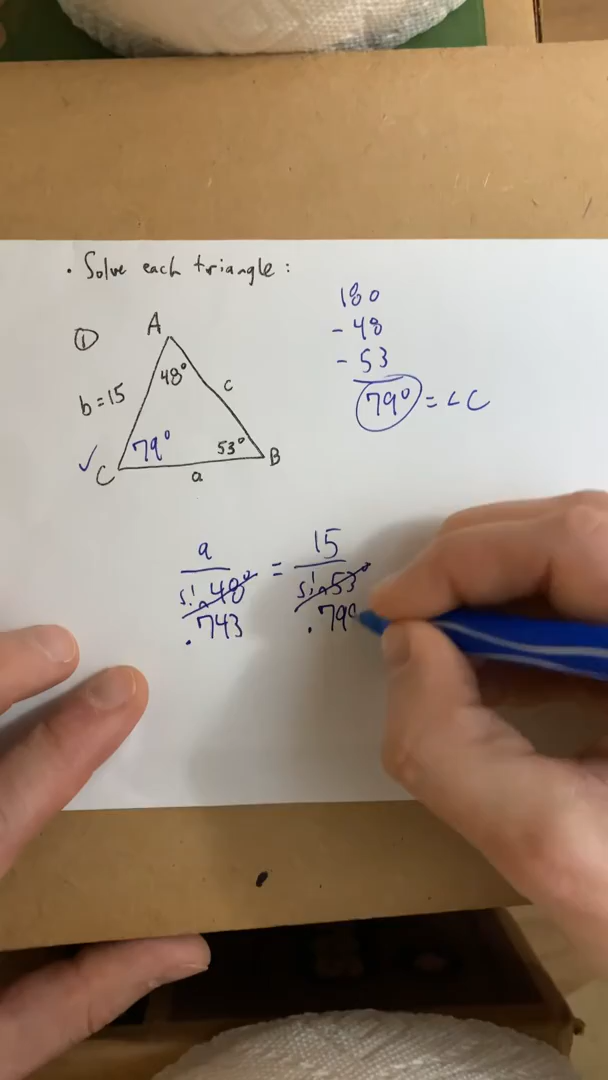 • Solve each triangle:
①
A
48°
b=15
c
79°
53°
C
B
a
180
- 48
- 53
79° = ∠C
a = 15
sin 48° sin 53°
.743 .79